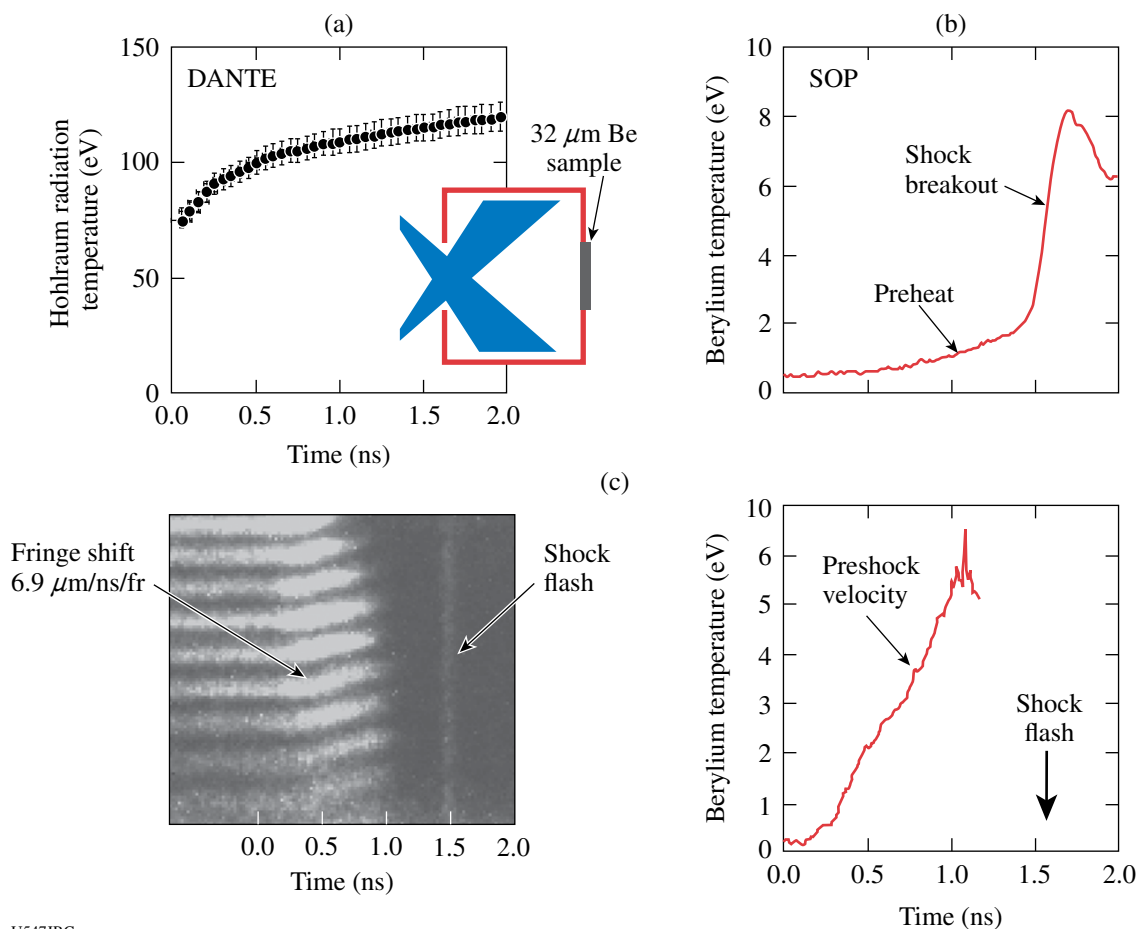 (a)
150
100
50
0
DANTE
Hohlraum radiation
temperature (eV)
32 μm Be
sample
0.0
0.5
1.0
1.5
2.0
Time (ns)
(b)
10
8
6
4
2
0
SOP
Berylium temperature (eV)
Shock
breakout
Preheat
(c)
Fringe shift
6.9 μm/ns/fr
Shock
flash
0.0
0.5
1.0
1.5
2.0
Time (ns)
10
6
5
4
3
2
1
0
Berylium temperature (eV)
Preshock
velocity
Shock
flash
0.0
0.5
1.0
1.5
2.0
Time (ns)